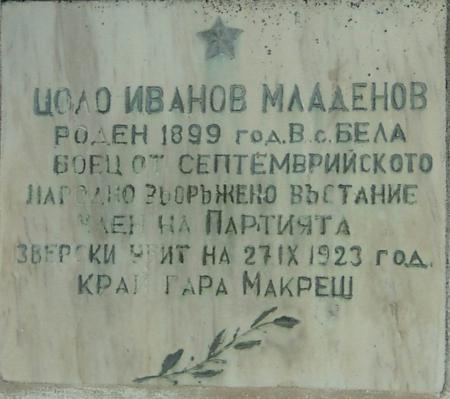 ЦОЛО ИВАНОВ МЛАДЕНОВ
РОДЕН 1899 год. В с. БЕЛА
БОЕЦ ОТ СЕПТЕМВРИЙСКОТО
НАРОДНО ВЪОРЪЖЕНО ВЪСТАНИЕ
ЧЛЕН НА ПАРТИЯТА
ЗВЕРСКИ УБИТ НА 27 IX 1923 год.
КРАЙ ГАРА МАКРЕШ